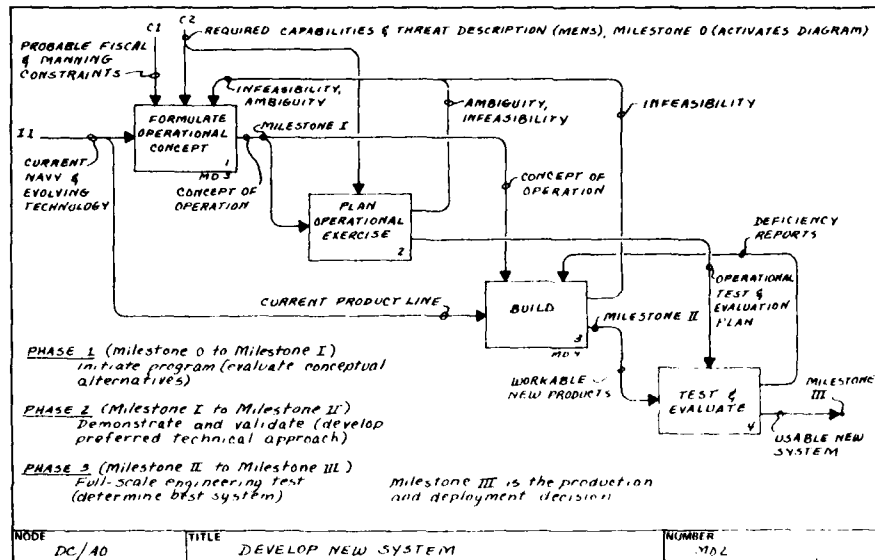 C1
C2
REQUIRED CAPABILITIES & THREAT DESCRIPTION (MENS), MILESTONE 0 (ACTIVATES DIAGRAM)
PROBABLE FISCAL
& MANNING
CONSTRAINTS
INFEASIBILITY,
AMBIGUITY
AMBIGUITY,
INFEASIBILITY
INFEASIBILITY
I1
FORMULATE
OPERATIONAL
CONCEPT
1
MD3
MILESTONE I
CURRENT
NAVY &
EVOLVING
TECHNOLOGY
CONCEPT OF
OPERATION
PLAN
OPERATIONAL
EXERCISE
2
CONCEPT OF
OPERATION
DEFICIENCY
REPORTS
OPERATIONAL
TEST &
EVALUATION
PLAN
CURRENT PRODUCT LINE
BUILD
3
MD4
MILESTONE II
WORKABLE
NEW PRODUCTS
TEST &
EVALUATE
4
MILESTONE
III
USABLE NEW
SYSTEM
PHASE 1 (Milestone 0 to Milestone I)
Initiate program (evaluate conceptual
alternatives)
PHASE 2 (Milestone I to Milestone II)
Demonstrate and validate (develop
preferred technical approach)
PHASE 3 (Milestone II to Milestone III)
Full-scale engineering test
(determine best system)
Milestone III is the production
and deployment decision
NODE
DC/A0
TITLE
DEVELOP NEW SYSTEM
NUMBER
MD2